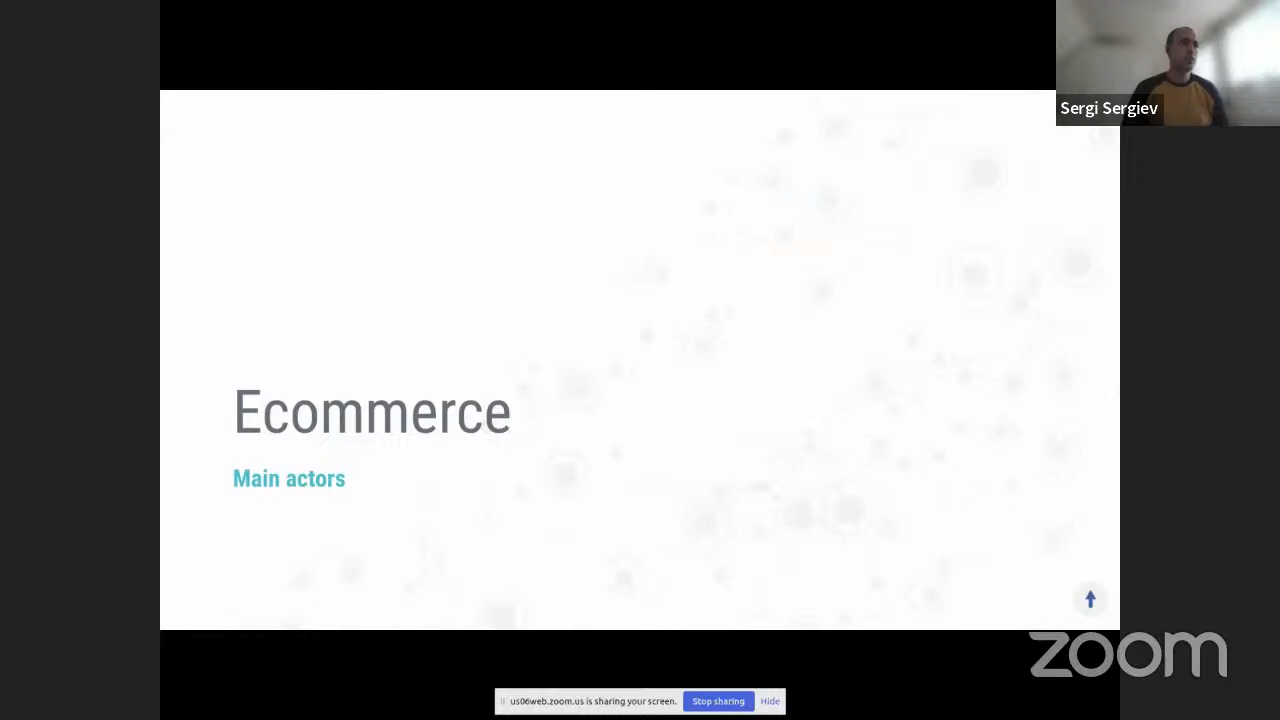 Sergi Sergiev
Ecommerce
Main actors
zoom
us06web.zoom.us is sharing your screen. Stop sharing Hide